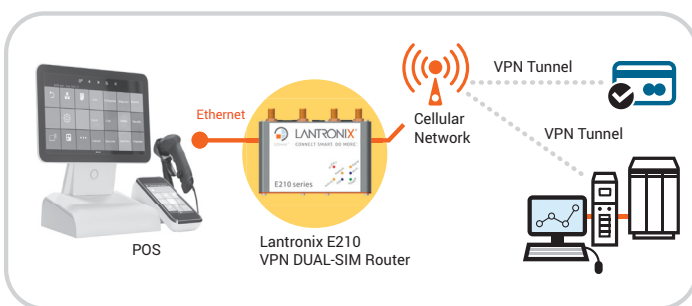 POS
Ethernet
LANTRONIX
CONNECT SMART. DO MORE.
E210 series
Lantronix E210
VPN DUAL-SIM Router
Cellular
Network
VPN Tunnel
VPN Tunnel